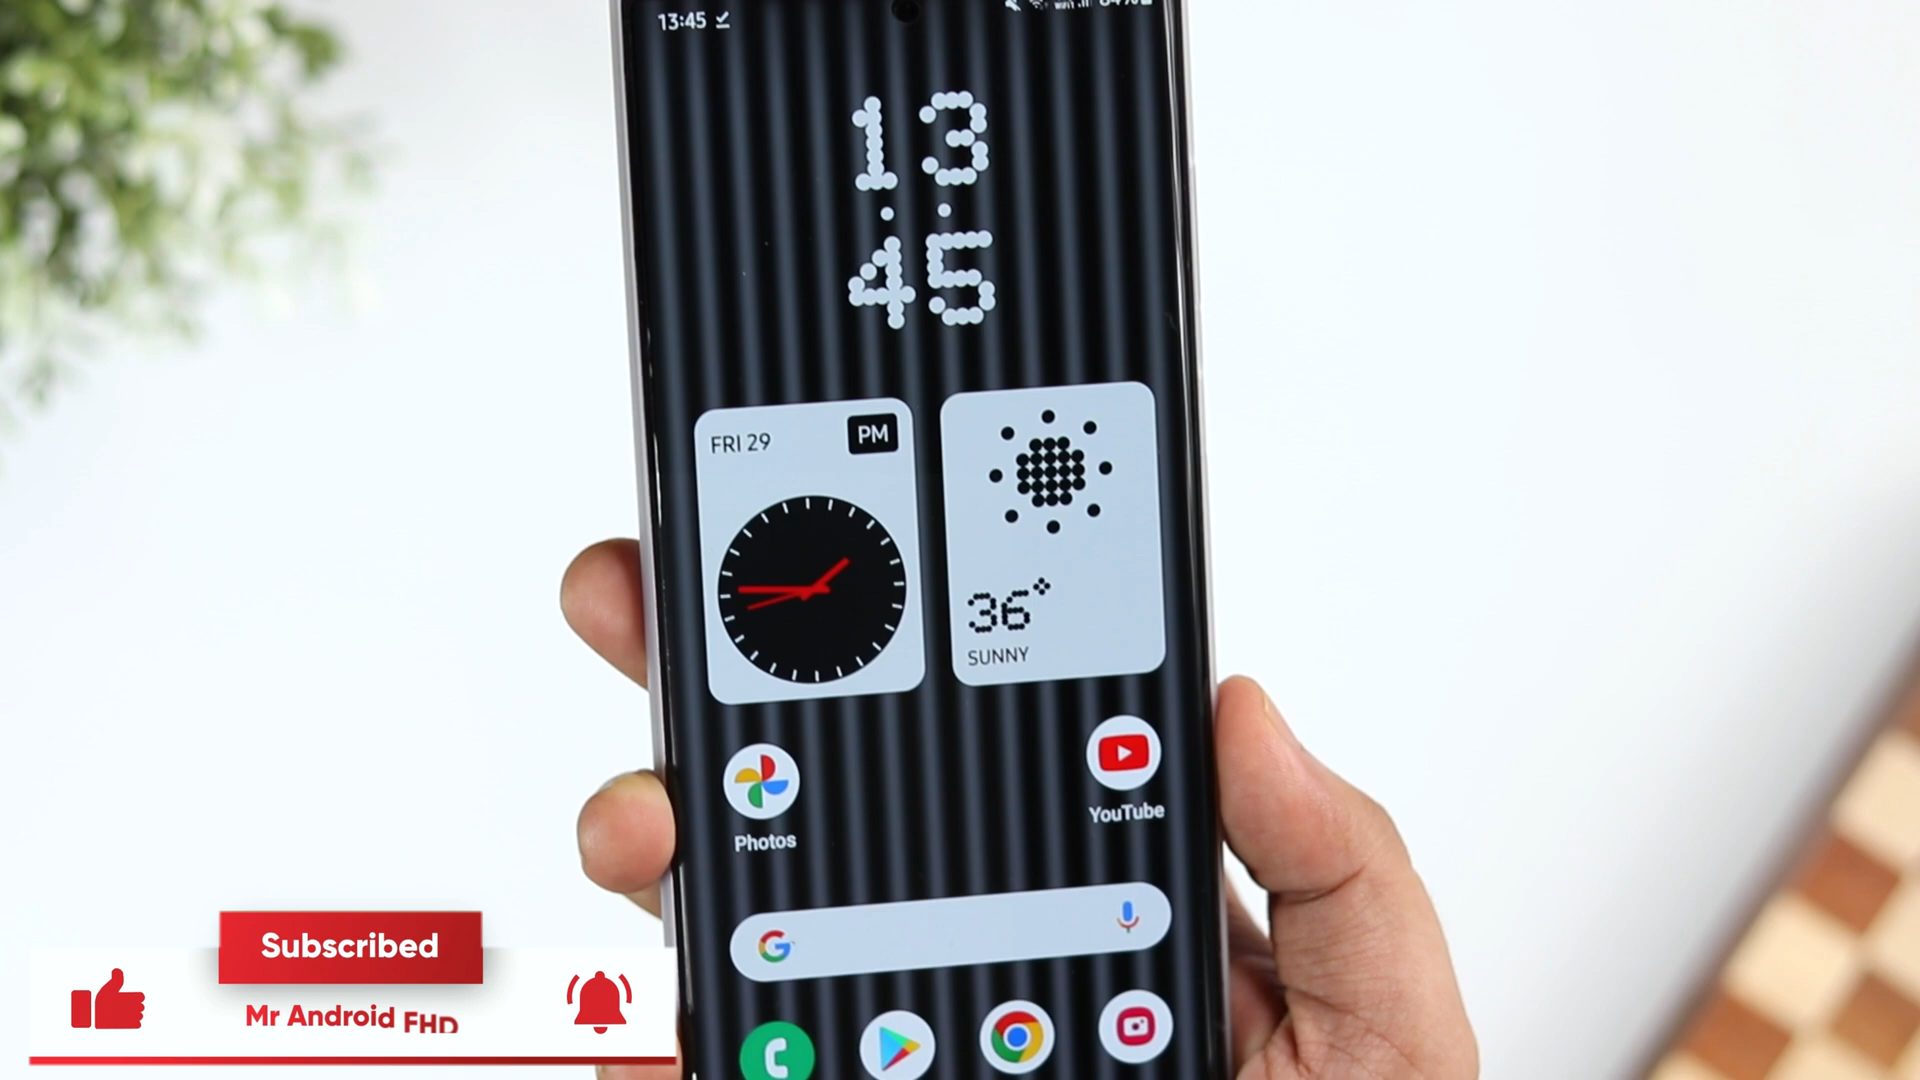 13:45
13
45
FRI 29
PM
36°
SUNNY
Photos
YouTube
Subscribed
Mr Android FHD